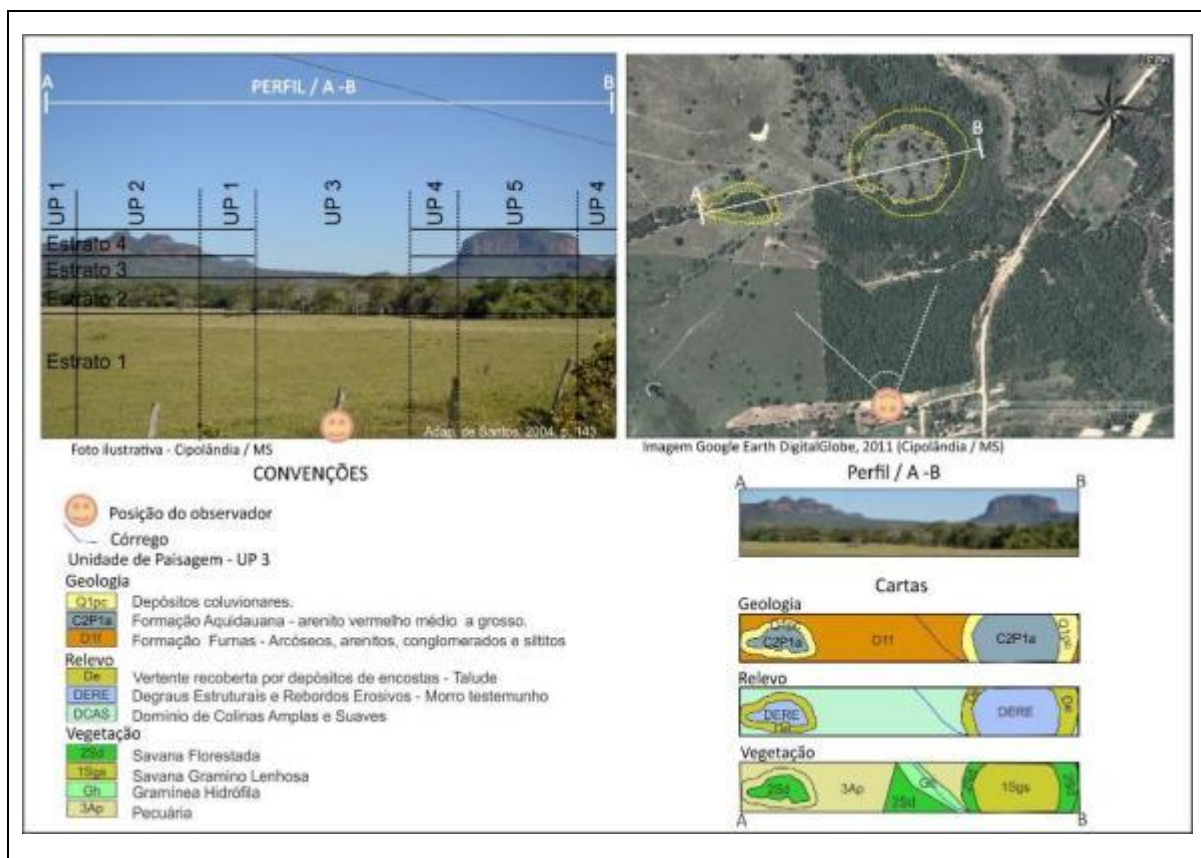 A
B
PERFIL / A -B
UP 1
UP 2
UP 1
UP 3
UP 4
UP 5
UP 4
Estrato 4
Estrato 3
Estrato 2
Estrato 1
Adap. de Santos, 2004, p. 143
Foto ilustrativa - Cipolândia / MS
A
B
Imagem Google Earth DigitalGlobe, 2011 (Cipolândia / MS)
CONVENÇÕES
Posição do observador
Córrego
Unidade de Paisagem - UP 3
Geologia
Q1pc Depósitos coluvionares.
C2P1a Formação Aquidauana - arenito vermelho médio a grosso.
D1f Formação Furnas - Arcóseos, arenitos, conglomerados e siltitos
Relevo
De Vertente recoberta por depósitos de encostas - Talude
DERE Degraus Estruturais e Rebordos Erosivos - Morro testemunho
DCAS Domínio de Colinas Amplas e Suaves
Vegetação
2Sd Savana Florestada
1Sgs Savana Gramino Lenhosa
Gh Gramínea Hidrófila
3Ap Pecuária
Perfil / A -B
A
B
Cartas
Geologia
C2P1a
D1f
C2P1a
Q1pc
Relevo
DERE
De
DERE
De
Vegetação
2Sd
3Ap
2Sd
Gh
2Sd
1Sgs
2Sd
A
B